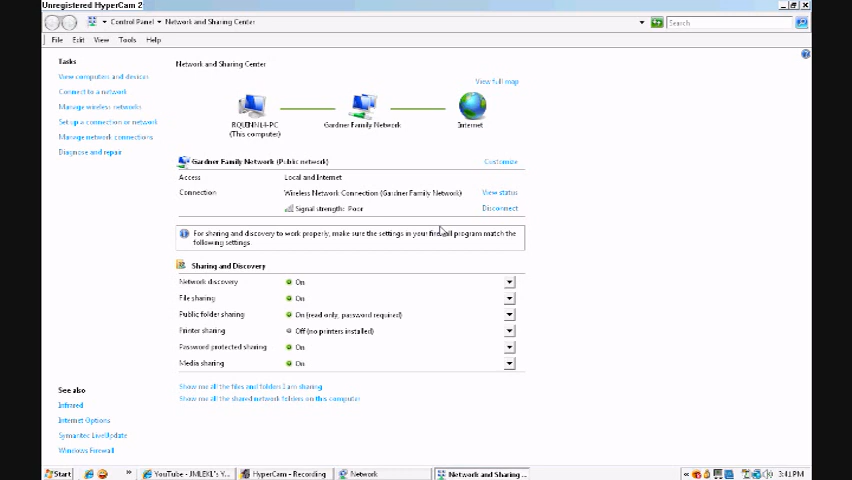 Unregistered HyperCam 2
Control Panel
Network and Sharing Center
Search
File
Edit
View
Tools
Help
Tasks
View computers and devices
Connect to a network
Manage wireless networks
Set up a connection or network
Manage network connections
Diagnose and repair
Network and Sharing Center
View full map
(This computer)
Gardner Family Network
Internet
Gardner Family Network (Public network)
Customize
Access
Local and Internet
Connection
Wireless Network Connection (Gardner Family Network)
View status
Signal strength: Poor
Disconnect
For sharing and discovery to work properly, make sure the settings in your firewall program match the
following settings.
Sharing and Discovery
Network discovery
On
File sharing
On
Public folder sharing
On (read only, password required)
Printer sharing
Off (no printers installed)
Password protected sharing
On
Media sharing
On
Show me all the files and folders I am sharing
Show me all the shared network folders on this computer
See also
Infrared
Internet Options
Symantec LiveUpdate
Windows Firewall
Start
»
YouTube - JMLEKL's Y...
HyperCam - Recording
Network
Network and Sharing...
«
3:41 PM